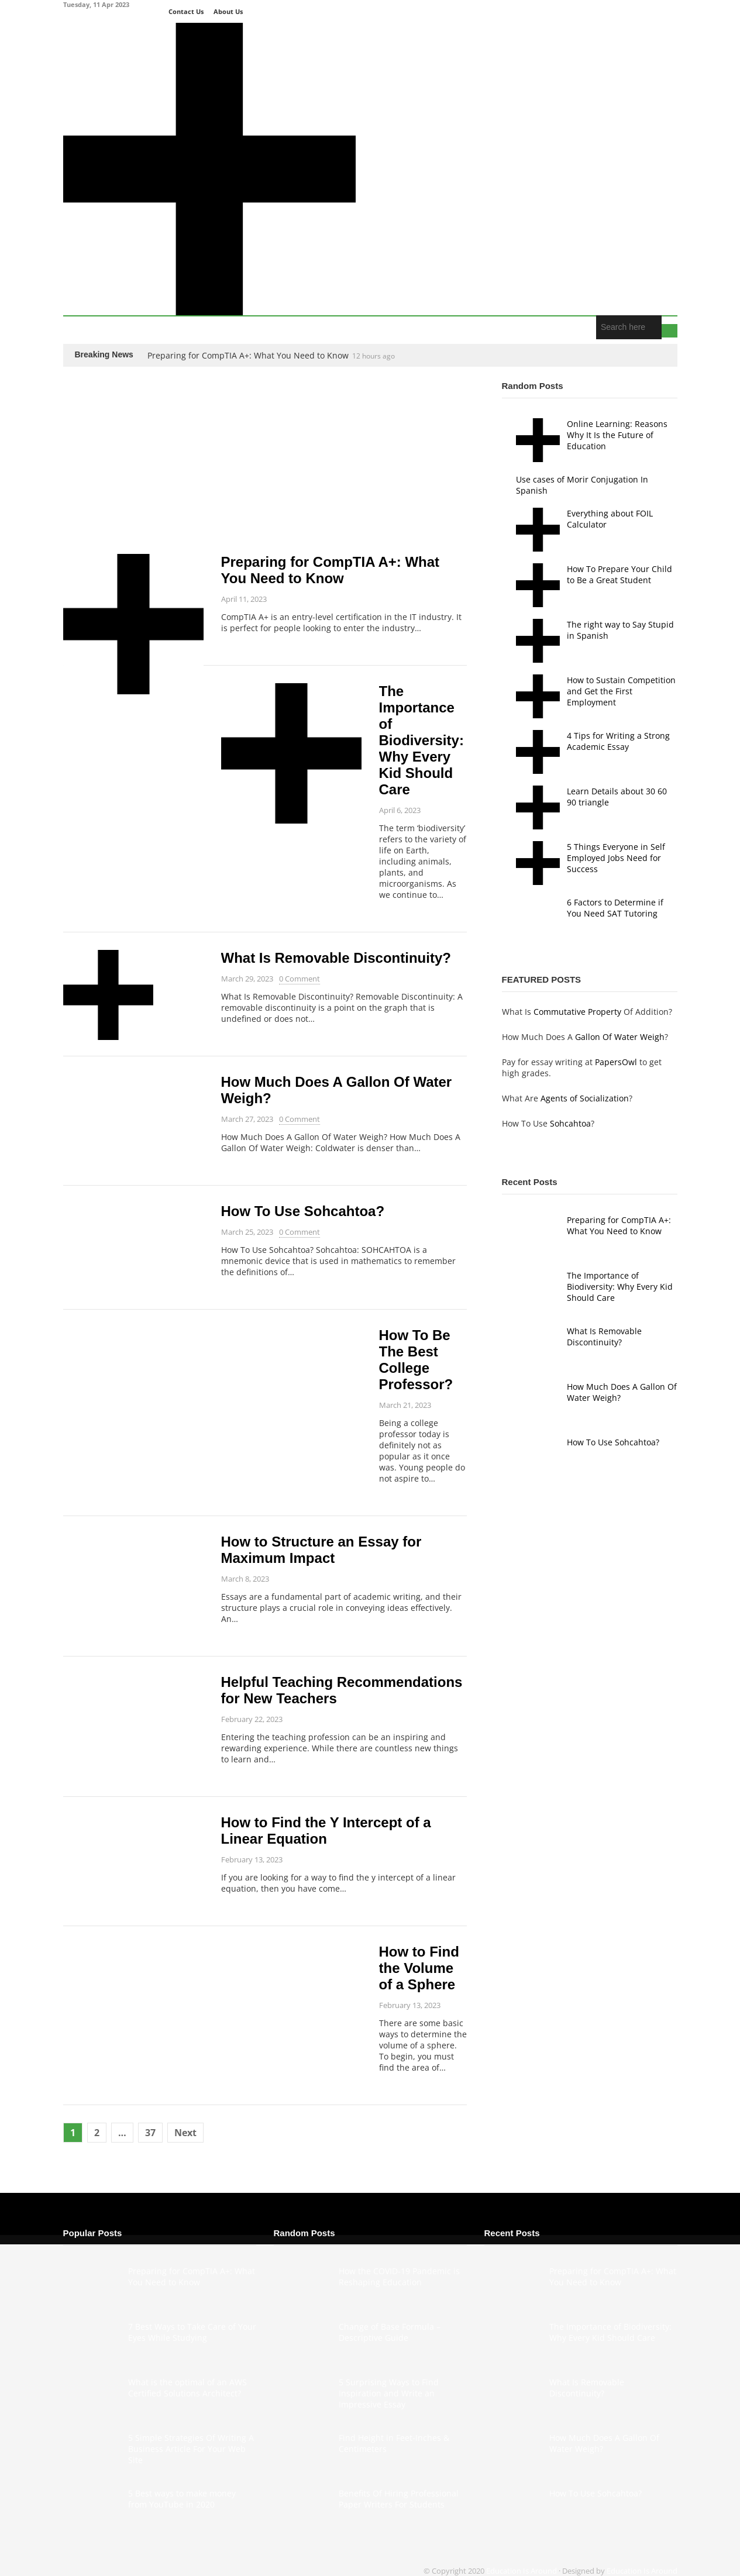 Tuesday, 11 Apr 2023
Contact Us
About Us
Search here
Breaking News
Preparing for CompTIA A+: What You Need to Know 12 hours ago
Preparing for CompTIA A+: What
You Need to Know
April 11, 2023
CompTIA A+ is an entry-level certification in the IT industry. It
is perfect for people looking to enter the industry...
The
Importance
of
Biodiversity:
Why Every
Kid Should
Care
April 6, 2023
The term ‘biodiversity’
refers to the variety of
life on Earth,
including animals,
plants, and
microorganisms. As
we continue to...
What Is Removable Discontinuity?
March 29, 2023 0 Comment
What Is Removable Discontinuity? Removable Discontinuity: A
removable discontinuity is a point on the graph that is
undefined or does not...
How Much Does A Gallon Of Water
Weigh?
March 27, 2023 0 Comment
How Much Does A Gallon Of Water Weigh? How Much Does A
Gallon Of Water Weigh: Coldwater is denser than...
How To Use Sohcahtoa?
March 25, 2023 0 Comment
How To Use Sohcahtoa? Sohcahtoa: SOHCAHTOA is a
mnemonic device that is used in mathematics to remember
the definitions of...
How To Be
The Best
College
Professor?
March 21, 2023
Being a college
professor today is
definitely not as
popular as it once
was. Young people do
not aspire to...
How to Structure an Essay for
Maximum Impact
March 8, 2023
Essays are a fundamental part of academic writing, and their
structure plays a crucial role in conveying ideas effectively.
An...
Helpful Teaching Recommendations
for New Teachers
February 22, 2023
Entering the teaching profession can be an inspiring and
rewarding experience. While there are countless new things
to learn and...
How to Find the Y Intercept of a
Linear Equation
February 13, 2023
If you are looking for a way to find the y intercept of a linear
equation, then you have come...
How to Find
the Volume
of a Sphere
February 13, 2023
There are some basic
ways to determine the
volume of a sphere.
To begin, you must
find the area of...
1 2 ... 37 Next
Random Posts
Online Learning: Reasons
Why It Is the Future of
Education
Use cases of Morir Conjugation In
Spanish
Everything about FOIL
Calculator
How To Prepare Your Child
to Be a Great Student
The right way to Say Stupid
in Spanish
How to Sustain Competition
and Get the First
Employment
4 Tips for Writing a Strong
Academic Essay
Learn Details about 30 60
90 triangle
5 Things Everyone in Self
Employed Jobs Need for
Success
6 Factors to Determine if
You Need SAT Tutoring
FEATURED POSTS
What Is Commutative Property Of Addition?
How Much Does A Gallon Of Water Weigh?
Pay for essay writing at PapersOwl to get
high grades.
What Are Agents of Socialization?
How To Use Sohcahtoa?
Recent Posts
Preparing for CompTIA A+:
What You Need to Know
The Importance of
Biodiversity: Why Every Kid
Should Care
What Is Removable
Discontinuity?
How Much Does A Gallon Of
Water Weigh?
How To Use Sohcahtoa?
Popular Posts
Random Posts
Recent Posts
© Copyright 2020
· Designed by